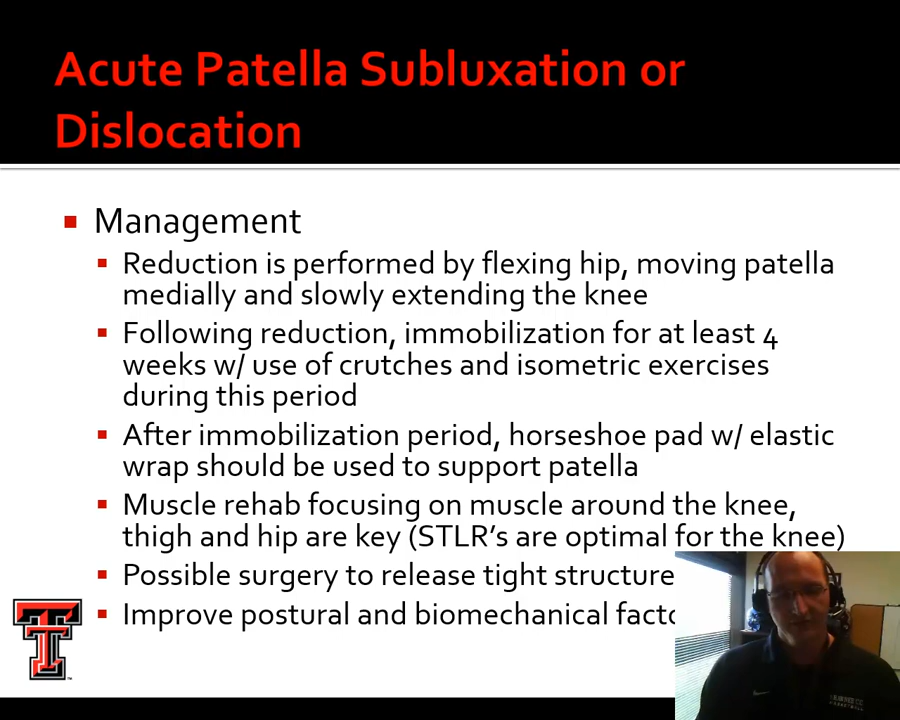 Acute Patella Subluxation or
Dislocation
Management
Reduction is performed by flexing hip, moving patella
medially and slowly extending the knee
Following reduction, immobilization for at least 4
weeks w/ use of crutches and isometric exercises
during this period
After immobilization period, horseshoe pad w/ elastic
wrap should be used to support patella
Muscle rehab focusing on muscle around the knee,
thigh and hip are key (STLR’s are optimal for the knee)
Possible surgery to release tight structure
Improve postural and biomechanical